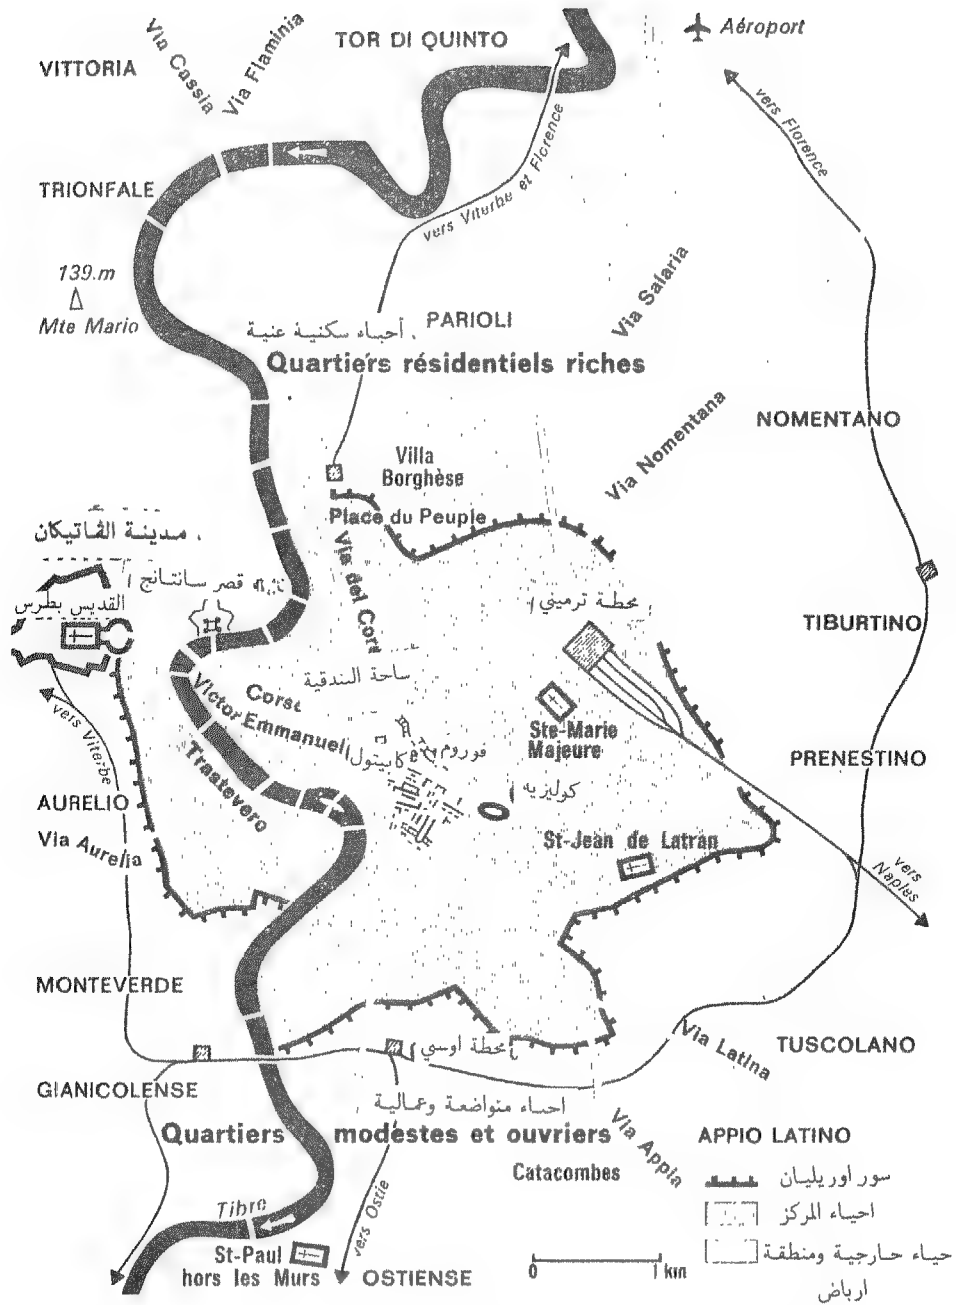 Aéroport
TOR DI QUINTO
Via Cassia
Via Flaminia
VITTORIA
vers Florence
vers Viterbe et Florence
TRIONFALE
139.m
Mte Mario
Via Salaria
PARIOLI
أحياء سكنية غنية
Quartiers résidentiels riches
NOMENTANO
Via Nomentana
Villa
Borghèse
Place du Peuple
مدينة الڤاتيكان
Via del Cors
قصر سانتانج
القديس بطرس
محطة ترميني
TIBURTINO
ساحة البندقية
Corso
Victor Emmanuel
vers Viterbe
Ste-Marie
Majeure
فوروم
كابيتول
Trastevero
PRENESTINO
كوليزيه
AURELIO
Via Aurelia
St-Jean de Latran
vers
Naples
MONTEVERDE
محطة اوسي
Via Latina
TUSCOLANO
GIANICOLENSE
احياء متواضعة وعمالية
Quartiers modestes et ouvriers
Via Appia
APPIO LATINO
Catacombes
سور اوريليان
احياء المركز
حياء خارجية ومنطقة
ارباض
Tibre
vers Ostie
St-Paul
hors les Murs
OSTIENSE
0 1 km